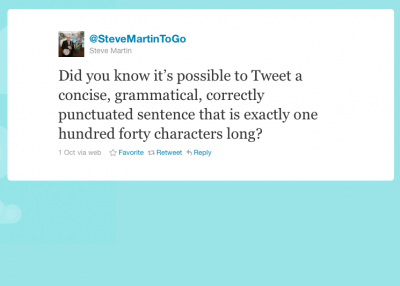 @SteveMartinToGo
Steve Martin
Did you know it’s possible to Tweet a
concise, grammatical, correctly
punctuated sentence that is exactly one
hundred forty characters long?
1 Oct via web Favorite Retweet Reply